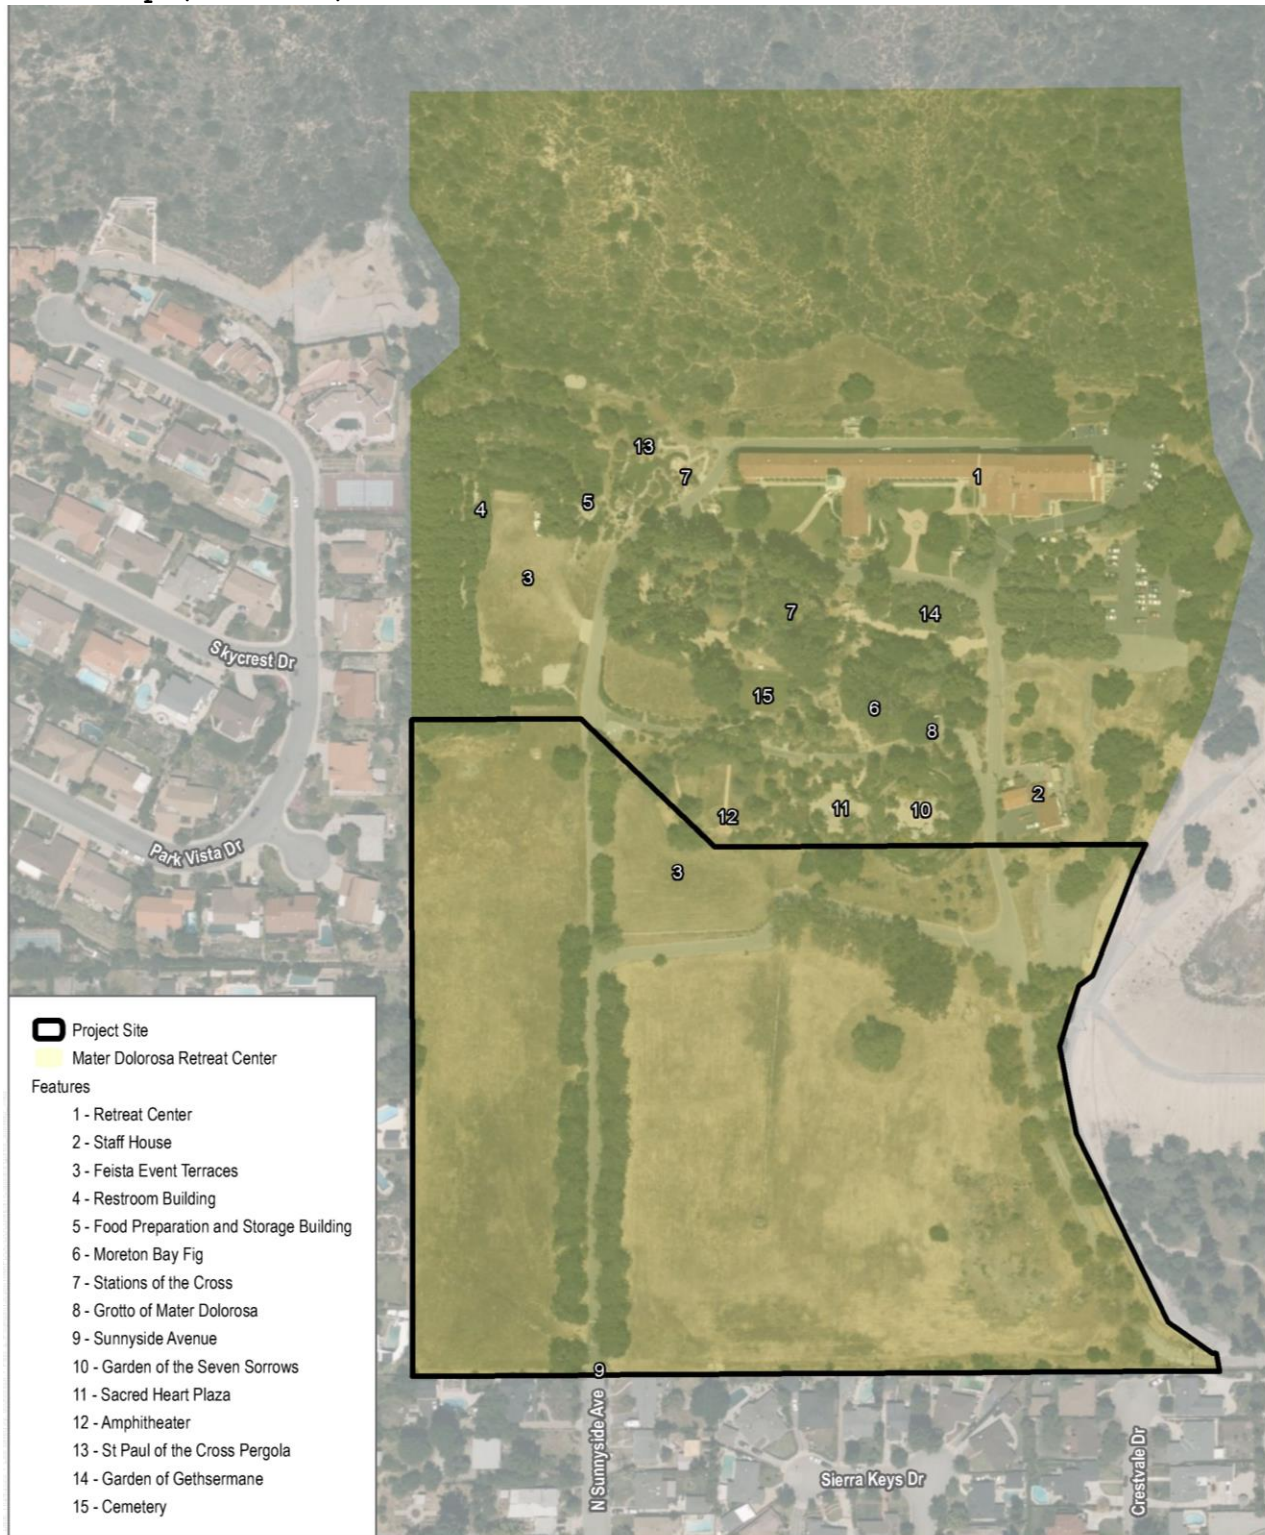 13
7
1
4
5
3
7
14
Skycrest Dr
15
6
8
2
12
11
10
Park Vista Dr
3
Project Site
Mater Dolorosa Retreat Center
Features
1 - Retreat Center
2 - Staff House
3 - Feista Event Terraces
4 - Restroom Building
5 - Food Preparation and Storage Building
6 - Moreton Bay Fig
7 - Stations of the Cross
8 - Grotto of Mater Dolorosa
9 - Sunnyside Avenue
10 - Garden of the Seven Sorrows
11 - Sacred Heart Plaza
12 - Amphitheater
13 - St Paul of the Cross Pergola
14 - Garden of Gethsermane
15 - Cemetery
9
N Sunnyside Ave
Sierra Keys Dr
Crestvale Dr